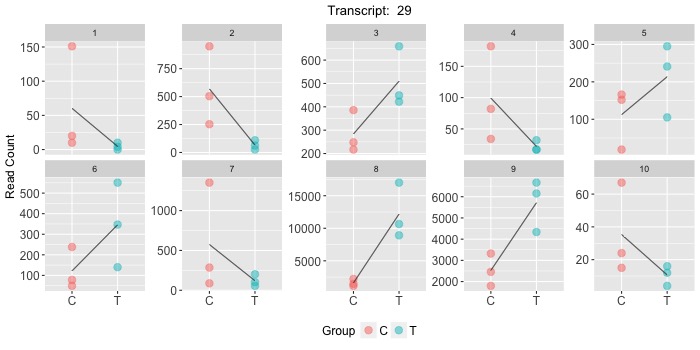 Transcript: 29
1 2 3 4 5
150 100 50 0
750 500 250 0
600 500 400 300 200
150 100 50
300 200 100
Read Count
6 7 8 9 10
500 400 300 200 100
1000 500 0
15000 10000 5000
6000 5000 4000 3000 2000
60 40 20
C T C T C T C T C T
Group C T